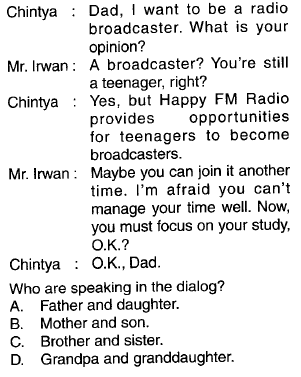 Chintya : Dad, I want to be a radio
broadcaster. What is your
opinion?
Mr. Irwan : A broadcaster? You're still
a teenager, right?
Chintya : Yes, but Happy FM Radio
provides opportunities
for teenagers to become
broadcasters.
Mr. Irwan : Maybe you can join it another
time. I'm afraid you can't
manage your time well. Now,
you must focus on your study,
O.K.?
Chintya : O.K., Dad.
Who are speaking in the dialog?
A. Father and daughter.
B. Mother and son.
C. Brother and sister.
D. Grandpa and granddaughter.